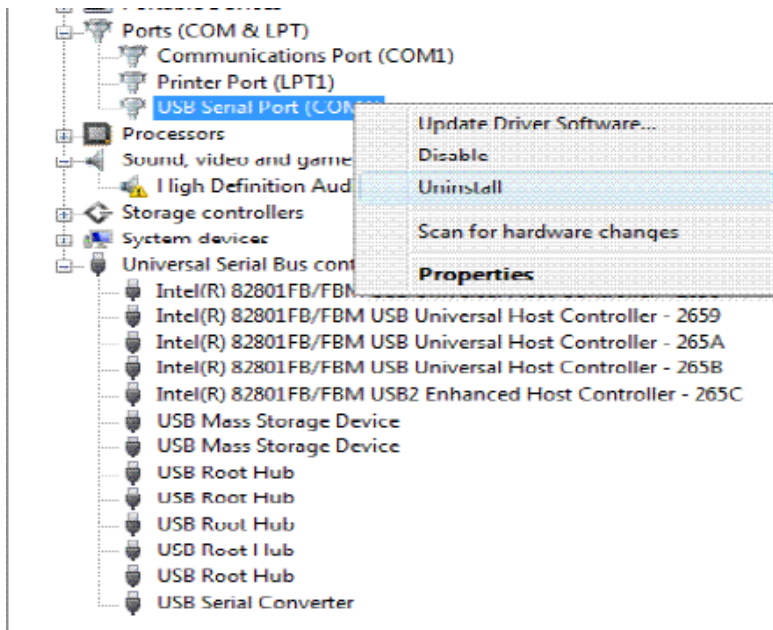 Ports (COM & LPT)
Communications Port (COM1)
Printer Port (LPT1)
USB Serial Port
Update Driver Software...
Processors
Disable
Sound, video and game
High Definition Aud
Uninstall
Storage controllers
Scan for hardware changes
System devices
Universal Serial Bus cont
Properties
Intel(R) 82801FB/FBM
Intel(R) 82801FB/FBM USB Universal Host Controller - 2659
Intel(R) 82801FB/FBM USB Universal Host Controller - 265A
Intel(R) 82801FB/FBM USB Universal Host Controller - 265B
Intel(R) 82801FB/FBM USB2 Enhanced Host Controller - 265C
USB Mass Storage Device
USB Mass Storage Device
USB Root Hub
USB Root Hub
USB Root Hub
USB Root Hub
USB Root Hub
USB Serial Converter